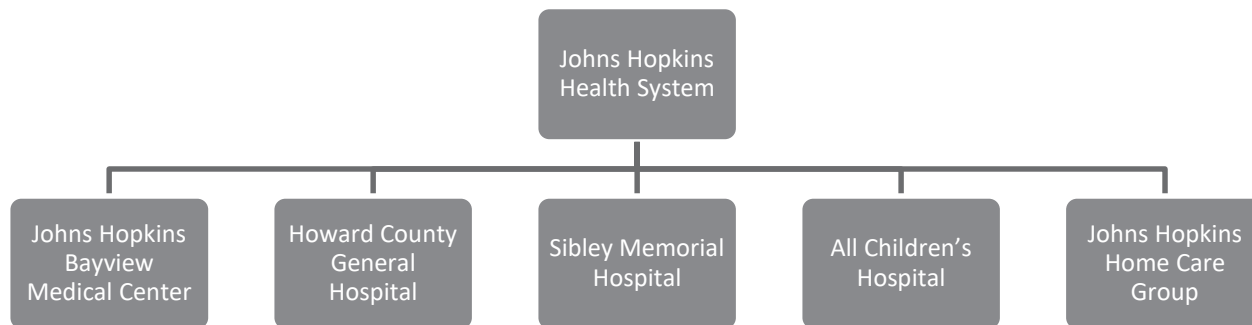 Johns Hopkins
Health System
Johns Hopkins
Bayview
Medical Center
Howard County
General
Hospital
Sibley Memorial
Hospital
All Children’s
Hospital
Johns Hopkins
Home Care
Group